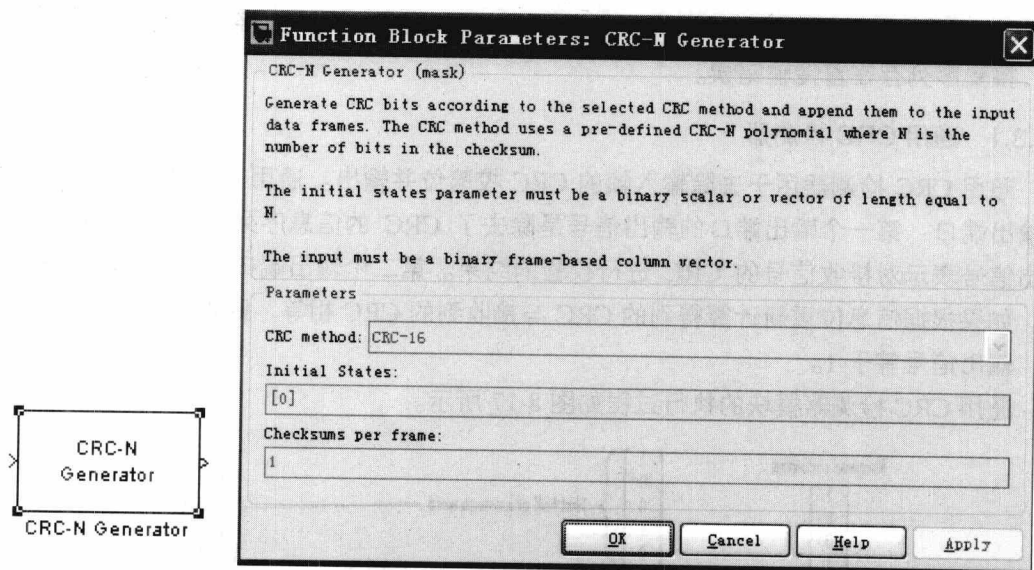 Function Block Parameters: CRC-N Generator
CRC-N Generator (mask)
Generate CRC bits according to the selected CRC method and append them to the input
data frames. The CRC method uses a pre-defined CRC-N polynomial where N is the
number of bits in the checksum.
The initial states parameter must be a binary scalar or vector of length equal to
N.
The input must be a binary frame-based column vector.
Parameters
CRC method: CRC-16
Initial States:
[0]
Checksums per frame:
1
OK Cancel Help Apply
CRC-N
Generator
CRC-N Generator